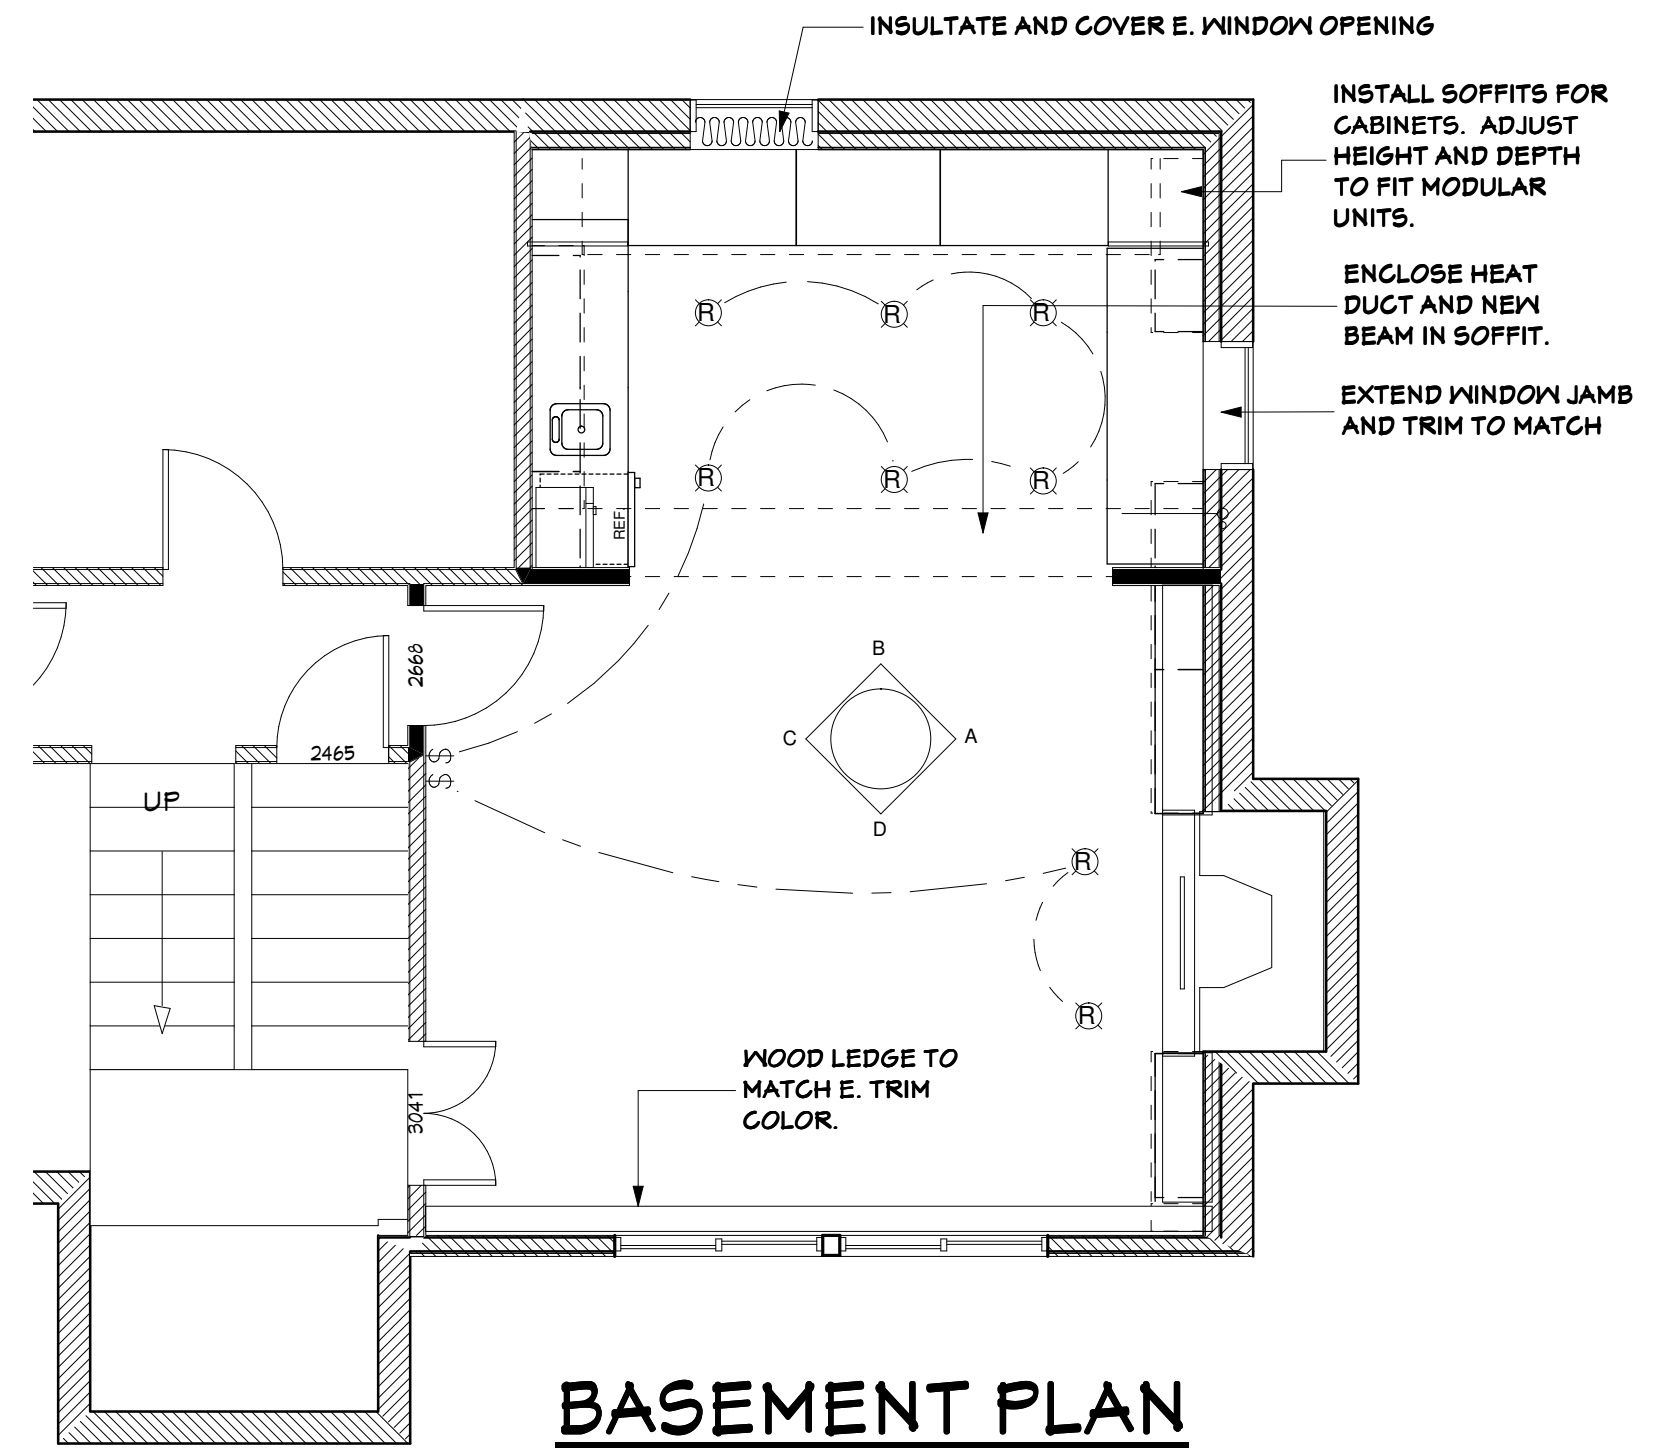 INSULTATE AND COVER E. WINDOW OPENING
INSTALL SOFFITS FOR
CABINETS. ADJUST
HEIGHT AND DEPTH
TO FIT MODULAR
UNITS.
ENCLOSE HEAT
DUCT AND NEW
BEAM IN SOFFIT.
EXTEND WINDOW JAMB
AND TRIM TO MATCH
R R R
R R R
REF
2668
2465
UP
S S
S S
B
C A
D
R
R
WOOD LEDGE TO
MATCH E. TRIM
COLOR.
3041
BASEMENT PLAN